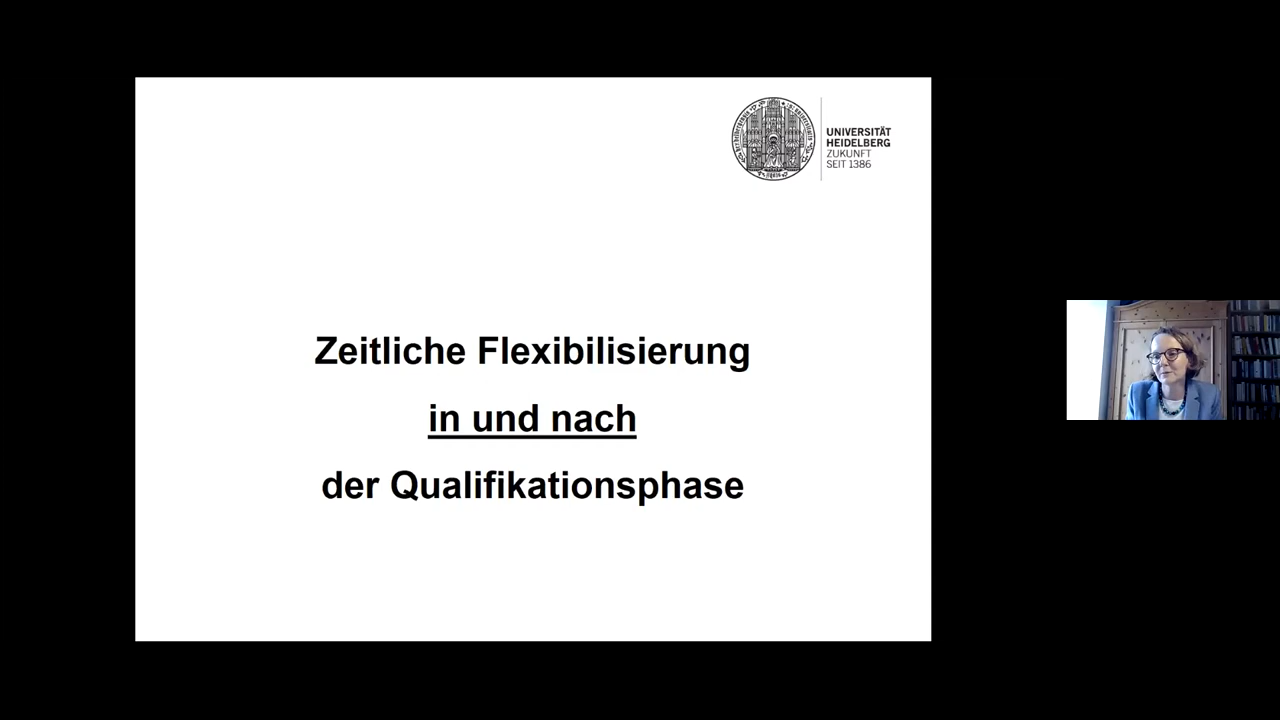 UNIVERSITÄT
HEIDELBERG
ZUKUNFT
SEIT 1386
Zeitliche Flexibilisierung
in und nach
der Qualifikationsphase